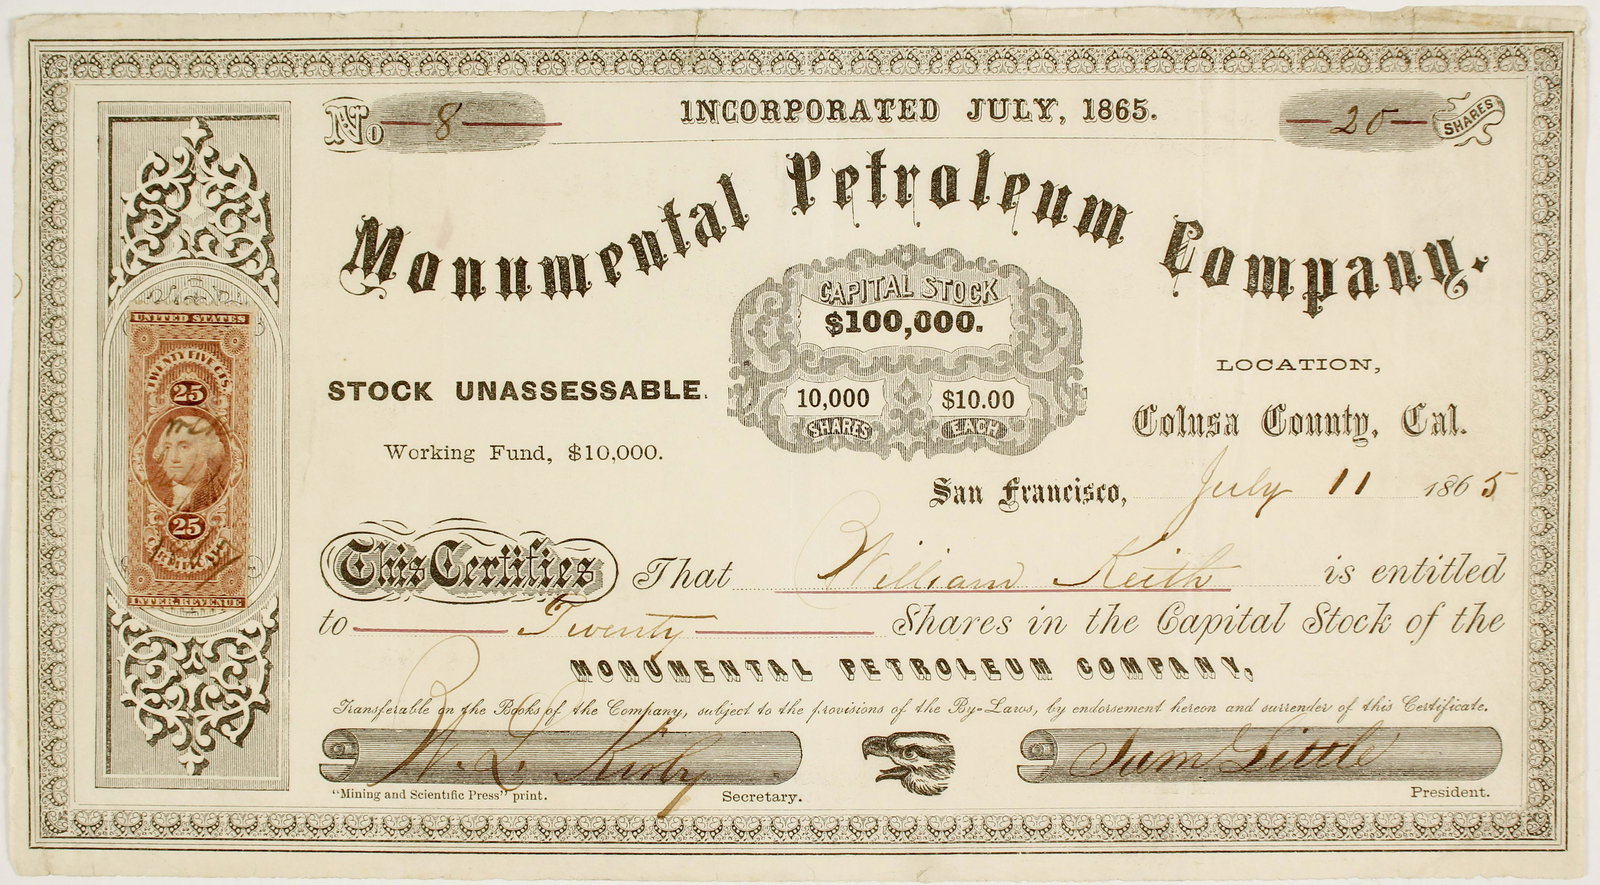 No 8
INCORPORATED JULY, 1865.
20 SHARES
Monumental Petroleum Company.
CAPITAL STOCK
$100,000.
10,000 SHARES
$10.00 EACH
STOCK UNASSESSABLE.
Working Fund, $10,000.
LOCATION,
Colusa County, Cal.
San Francisco, July 11 1865
This Certifies That William Keith is entitled
to Twenty Shares in the Capital Stock of the
MONUMENTAL PETROLEUM COMPANY,
Transferable on the Books of the Company, subject to the provisions of the By-Laws, by endorsement hereon and surrender of this Certificate.
W. L. Kirby
Sam Little
"Mining and Scientific Press" print.
Secretary.
President.
UNITED STATES
TWENTY FIVE CTS.
25
25
INTER. REVENUE